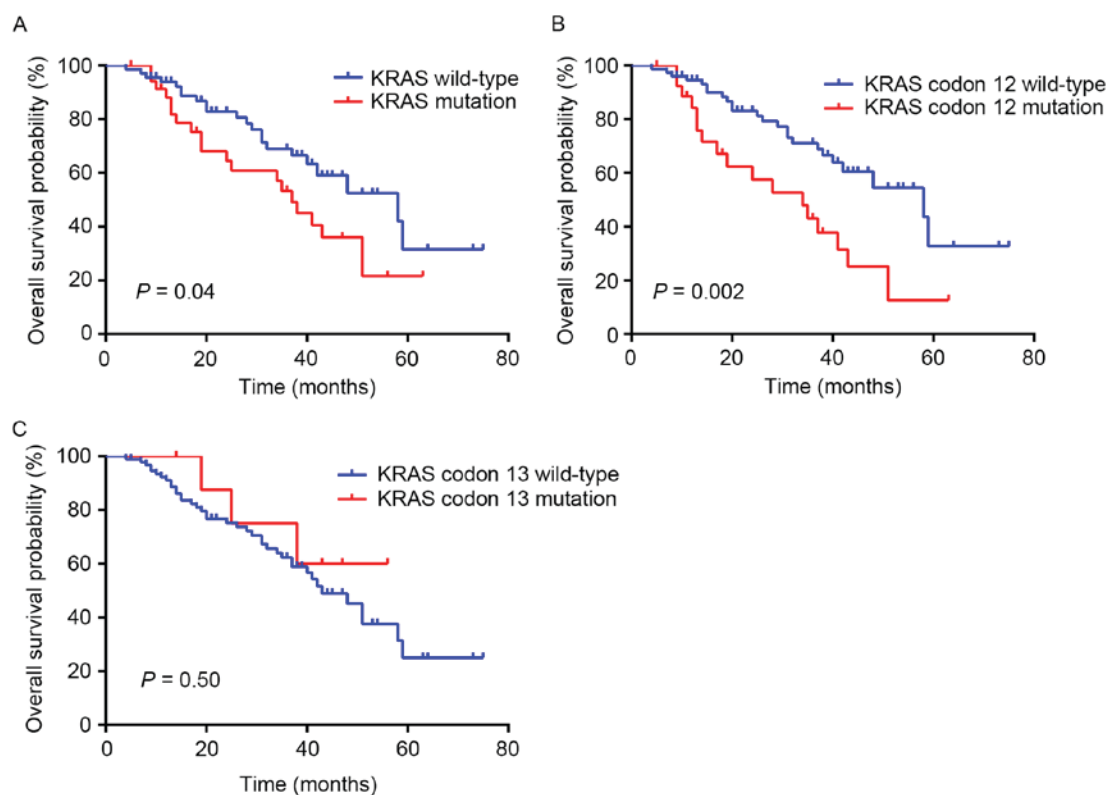 A
Overall survival probability (%)
100
80
60
40
20
0
KRAS wild-type
KRAS mutation
P = 0.04
0 20 40 60 80
Time (months)
B
Overall survival probability (%)
100
80
60
40
20
0
KRAS codon 12 wild-type
KRAS codon 12 mutation
P = 0.002
0 20 40 60 80
Time (months)
C
Overall survival probability (%)
100
80
60
40
20
0
KRAS codon 13 wild-type
KRAS codon 13 mutation
P = 0.50
0 20 40 60 80
Time (months)